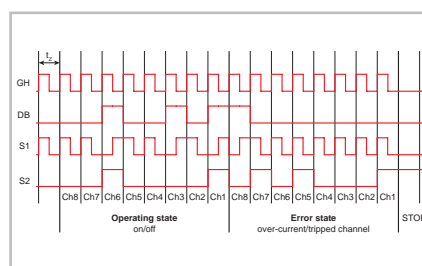 tz
GH
DB
S1
S2
Ch8 Ch7 Ch6 Ch5 Ch4 Ch3 Ch2 Ch1 Ch8 Ch7 Ch6 Ch5 Ch4 Ch3 Ch2 Ch1
Operating state Error state STOP
on/off over-current/tripped channel